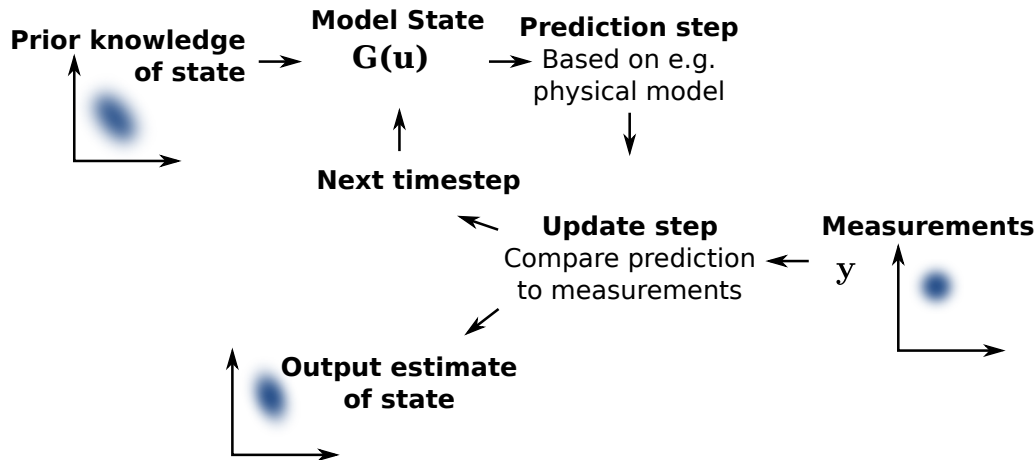 Prior knowledge
of state
Model State
G(u)
Prediction step
Based on e.g.
physical model
Next timestep
Update step
Compare prediction
to measurements
Measurements
y
Output estimate
of state